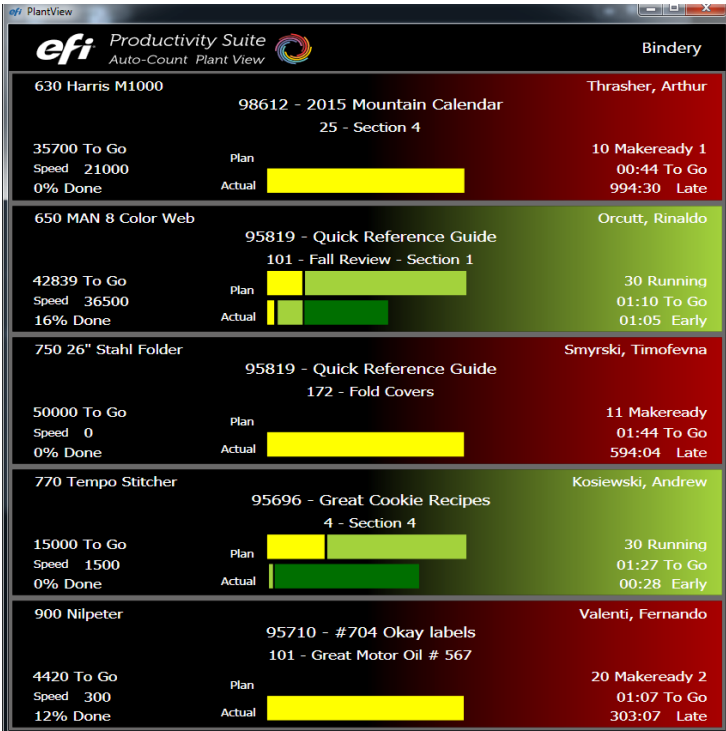 efi PlantView
efi Productivity Suite
Auto-Count Plant View
Bindery
630 Harris M1000
Thrasher, Arthur
98612 - 2015 Mountain Calendar
25 - Section 4
35700 To Go
Plan
10 Makeready 1
Speed 21000
00:44 To Go
0% Done
Actual
994:30 Late
650 MAN 8 Color Web
Orcutt, Rinaldo
95819 - Quick Reference Guide
101 - Fall Review - Section 1
42839 To Go
Plan
30 Running
Speed 36500
01:10 To Go
16% Done
Actual
01:05 Early
750 26" Stahl Folder
Smyrski, Timofevna
95819 - Quick Reference Guide
172 - Fold Covers
50000 To Go
Plan
11 Makeready
Speed 0
01:44 To Go
0% Done
Actual
594:04 Late
770 Tempo Stitcher
Kosiewski, Andrew
95696 - Great Cookie Recipes
4 - Section 4
15000 To Go
Plan
30 Running
Speed 1500
01:27 To Go
0% Done
Actual
00:28 Early
900 Nilpeter
Valenti, Fernando
95710 - #704 Okay labels
101 - Great Motor Oil # 567
4420 To Go
Plan
20 Makeready 2
Speed 300
01:07 To Go
12% Done
Actual
303:07 Late